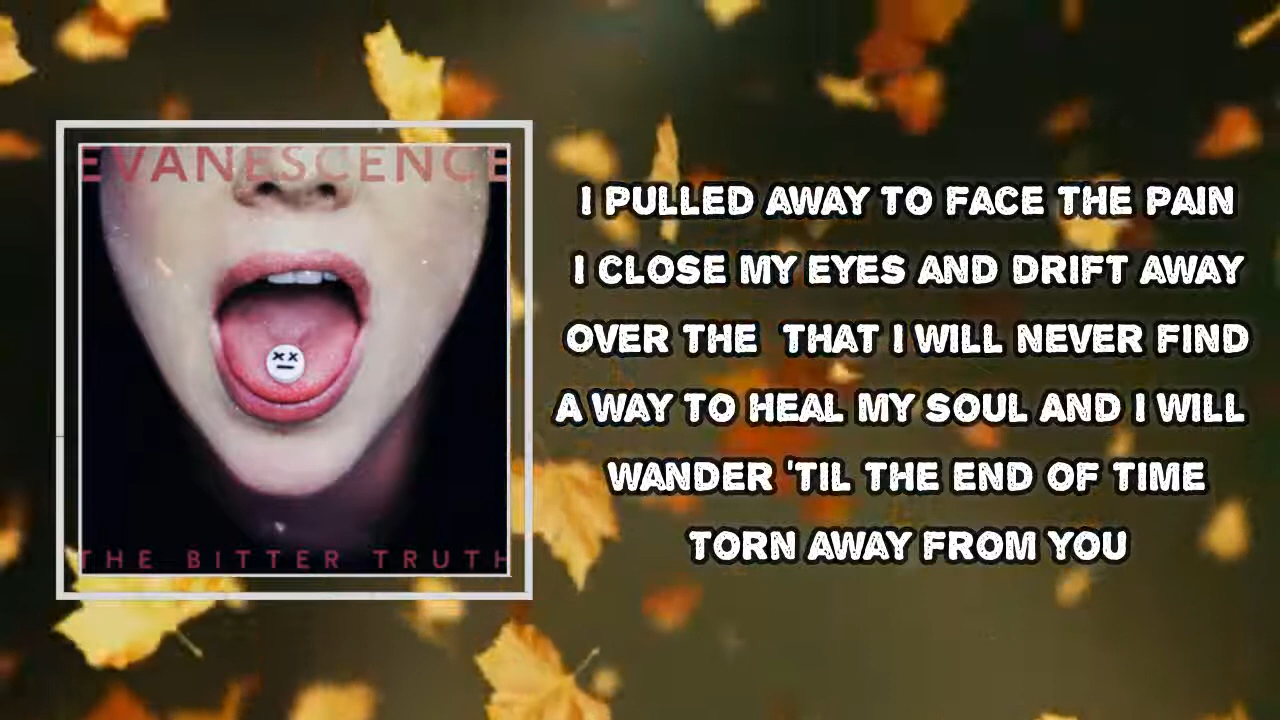 EVANESCENCE
THE BITTER TRUTH
I PULLED AWAY TO FACE THE PAIN
I CLOSE MY EYES AND DRIFT AWAY
OVER THE THAT I WILL NEVER FIND
A WAY TO HEAL MY SOUL AND I WILL
WANDER 'TIL THE END OF TIME
TORN AWAY FROM YOU